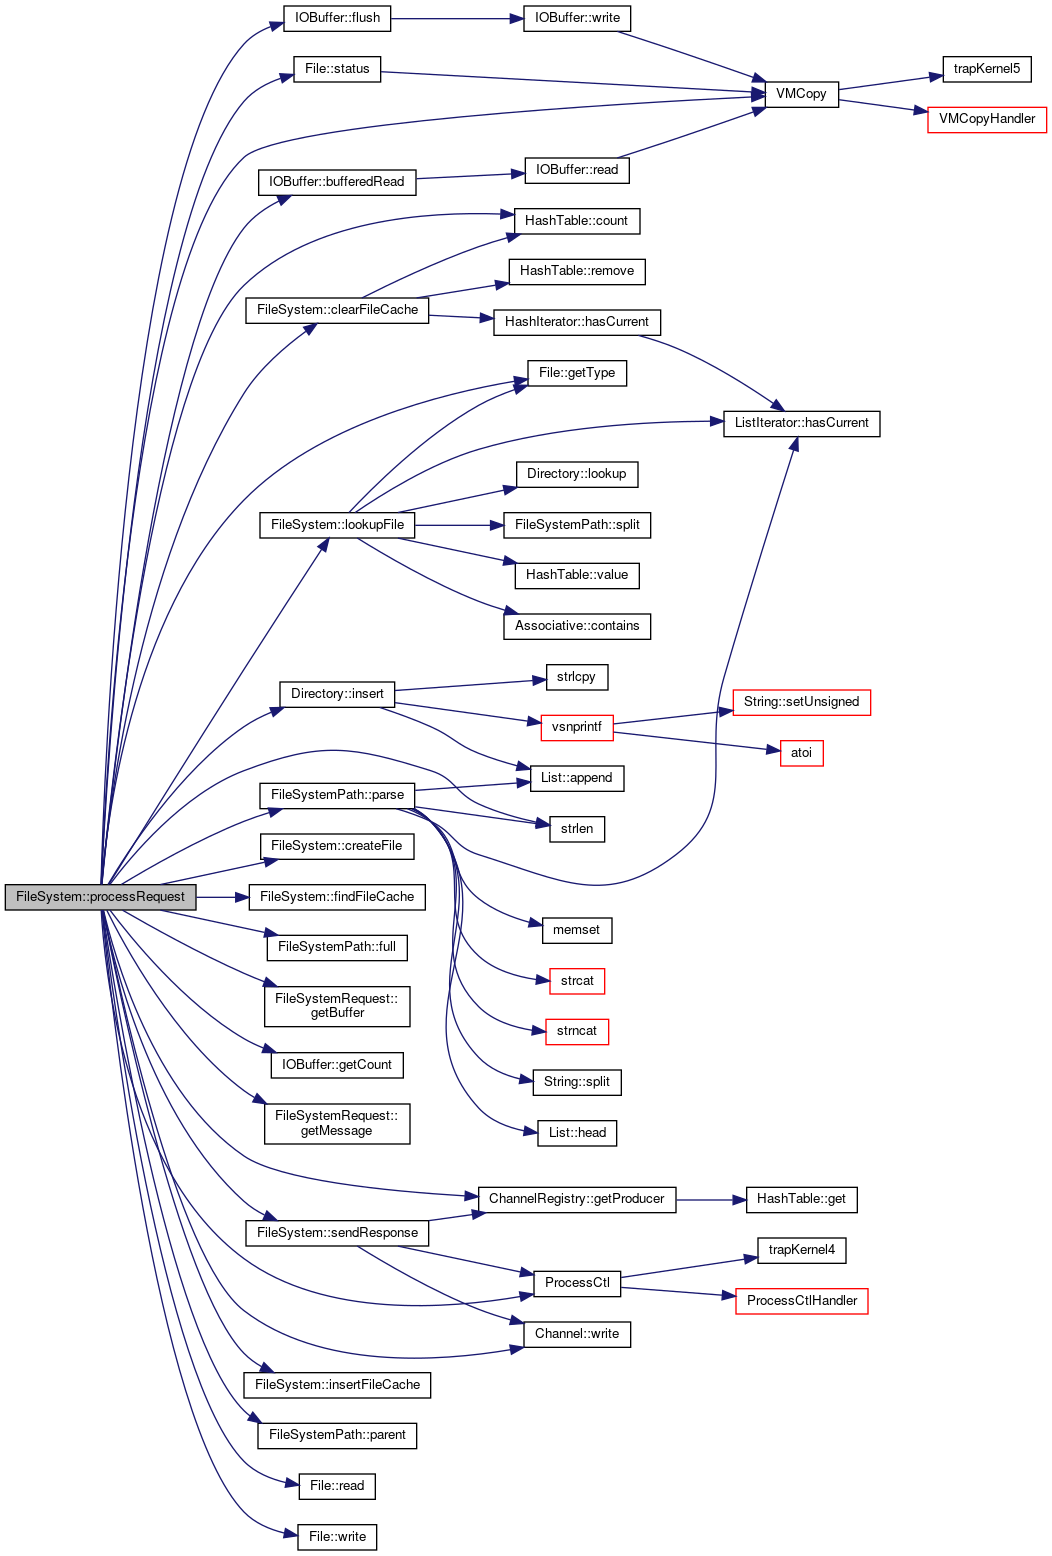 IOBuffer::flush
IOBuffer::write
File::status
trapKernel5
VMCopy
VMCopyHandler
IOBuffer::bufferedRead
IOBuffer::read
HashTable::count
HashTable::remove
FileSystem::clearFileCache
HashIterator::hasCurrent
File::getType
ListIterator::hasCurrent
Directory::lookup
FileSystem::lookupFile
FileSystemPath::split
HashTable::value
Associative::contains
strlcpy
Directory::insert
String::setUnsigned
vsnprintf
atoi
List::append
FileSystemPath::parse
strlen
FileSystem::createFile
FileSystem::processRequest
FileSystem::findFileCache
memset
FileSystemPath::full
strcat
FileSystemRequest::
getBuffer
strncat
IOBuffer::getCount
String::split
FileSystemRequest::
getMessage
List::head
ChannelRegistry::getProducer
HashTable::get
FileSystem::sendResponse
trapKernel4
ProcessCtl
ProcessCtlHandler
Channel::write
FileSystem::insertFileCache
FileSystemPath::parent
File::read
File::write